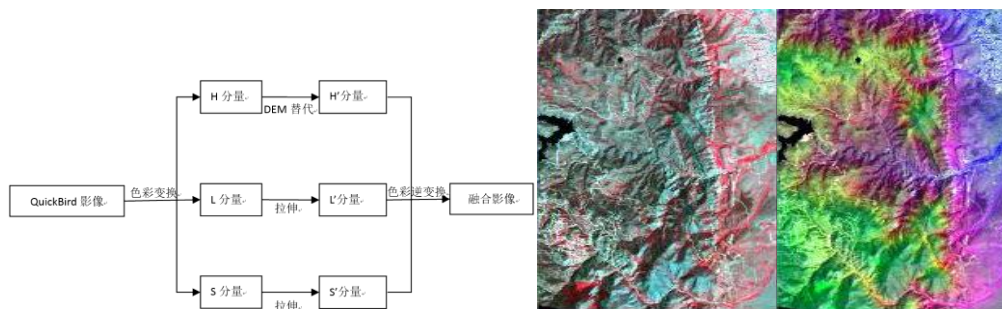 H 分量
H' 分量
DEM 替代
QuickBird 影像
色彩变换
L 分量
拉伸
L'分量
色彩逆变换
融合影像
S 分量
拉伸
S'分量